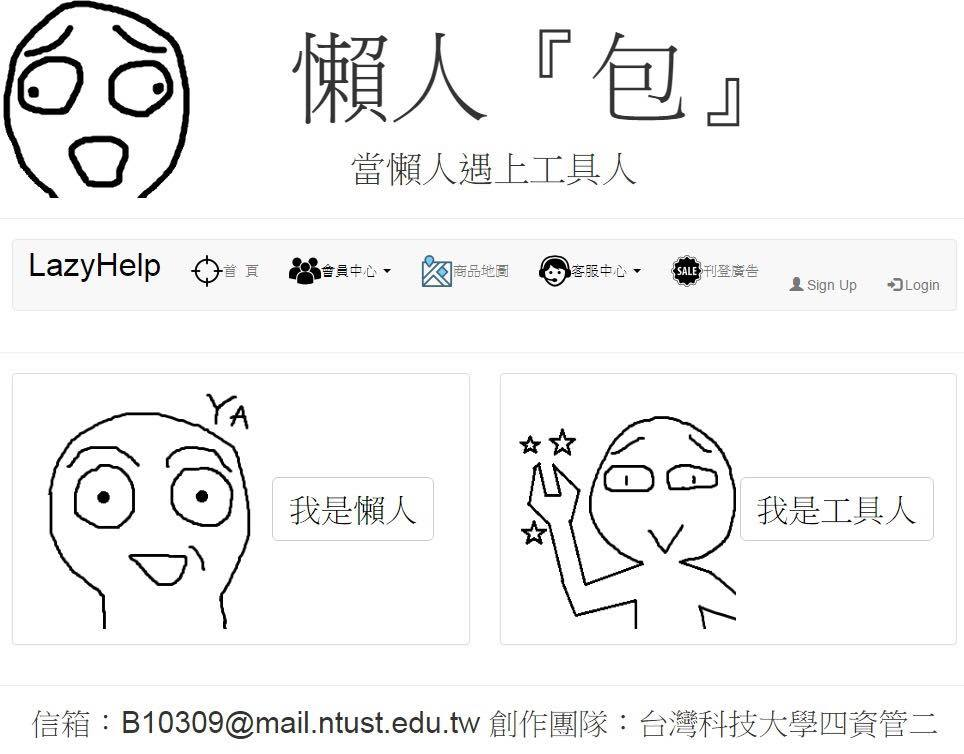 懶人『包』
當懶人遇上工具人
LazyHelp 首 頁 會員中心 商品地圖 客服中心 SALE 刊登廣告 Sign Up Login
YA
我是懶人
我是工具人
信箱：B10309@mail.ntust.edu.tw 創作團隊：台灣科技大學四資管二